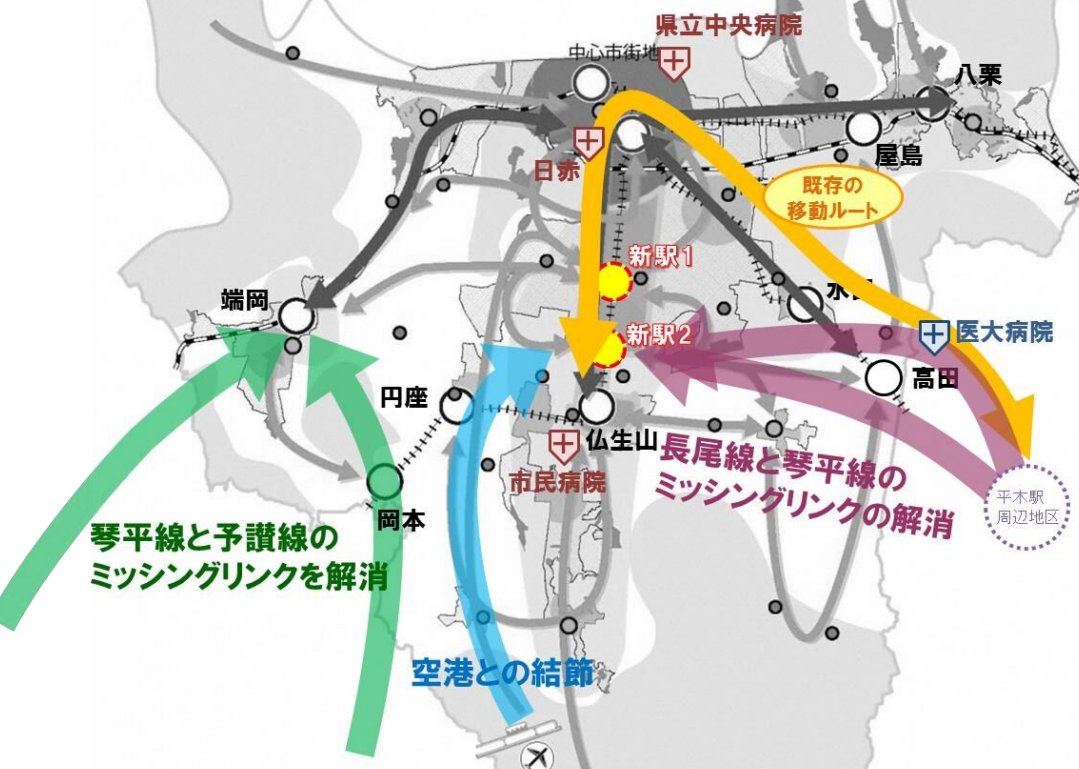 県立中央病院
中心市街地
八栗
日赤
屋島
既存の
移動ルート
新駅1
端岡
新駅2
医大病院
高田
円座
仏生山
長尾線と琴平線の
ミッシングリンクの解消
市民病院
平木駅
周辺地区
岡本
琴平線と予讃線の
ミッシングリンクを解消
空港との結節